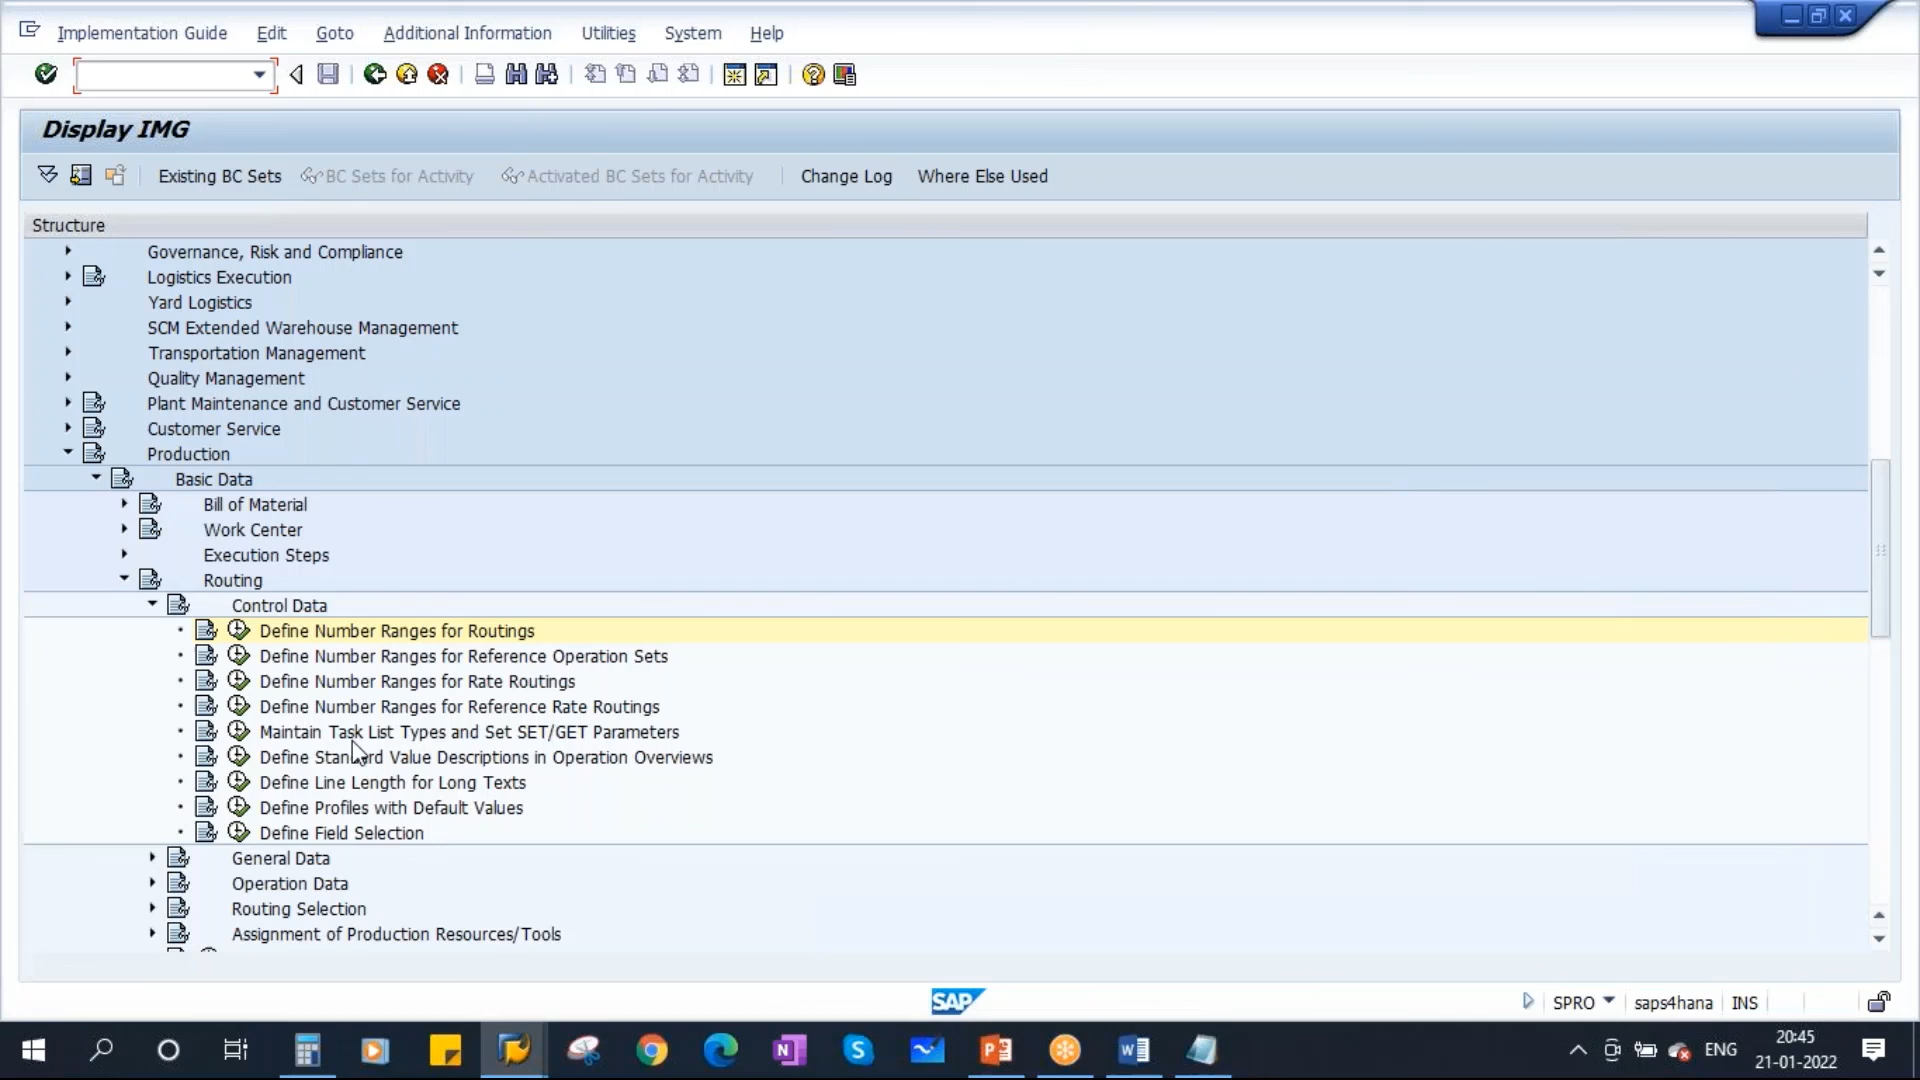 Implementation Guide Edit Goto Additional Information Utilities System Help
Display IMG
Existing BC Sets BC Sets for Activity Activated BC Sets for Activity Change Log Where Else Used
Structure
Governance, Risk and Compliance
Logistics Execution
Yard Logistics
SCM Extended Warehouse Management
Transportation Management
Quality Management
Plant Maintenance and Customer Service
Customer Service
Production
Basic Data
Bill of Material
Work Center
Execution Steps
Routing
Control Data
Define Number Ranges for Routings
Define Number Ranges for Reference Operation Sets
Define Number Ranges for Rate Routings
Define Number Ranges for Reference Rate Routings
Maintain Task List Types and Set SET/GET Parameters
Define Standard Value Descriptions in Operation Overviews
Define Line Length for Long Texts
Define Profiles with Default Values
Define Field Selection
General Data
Operation Data
Routing Selection
Assignment of Production Resources/Tools
SAP SPRO saps4hana INS
ENG 20:45
21-01-2022